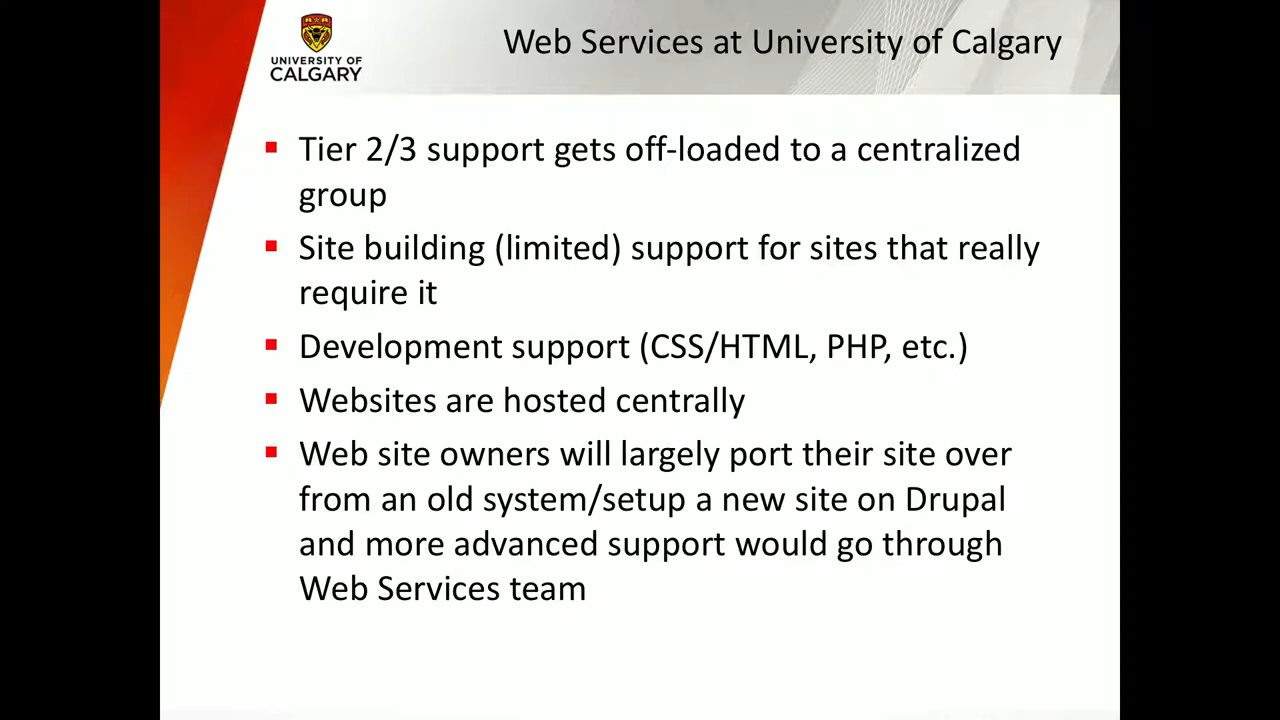 UNIVERSITY OF
CALGARY
Web Services at University of Calgary
Tier 2/3 support gets off-loaded to a centralized
group
Site building (limited) support for sites that really
require it
Development support (CSS/HTML, PHP, etc.)
Websites are hosted centrally
Web site owners will largely port their site over
from an old system/setup a new site on Drupal
and more advanced support would go through
Web Services team